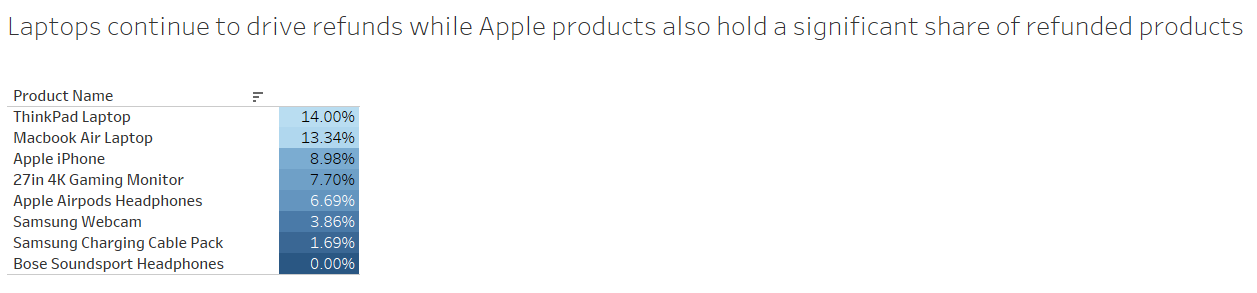 Laptops continue to drive refunds while Apple products also hold a significant share of refunded products
Product Name
ThinkPad Laptop 14.00%
Macbook Air Laptop 13.34%
Apple iPhone 8.98%
27in 4K Gaming Monitor 7.70%
Apple Airpods Headphones 6.69%
Samsung Webcam 3.86%
Samsung Charging Cable Pack 1.69%
Bose Soundsport Headphones 0.00%